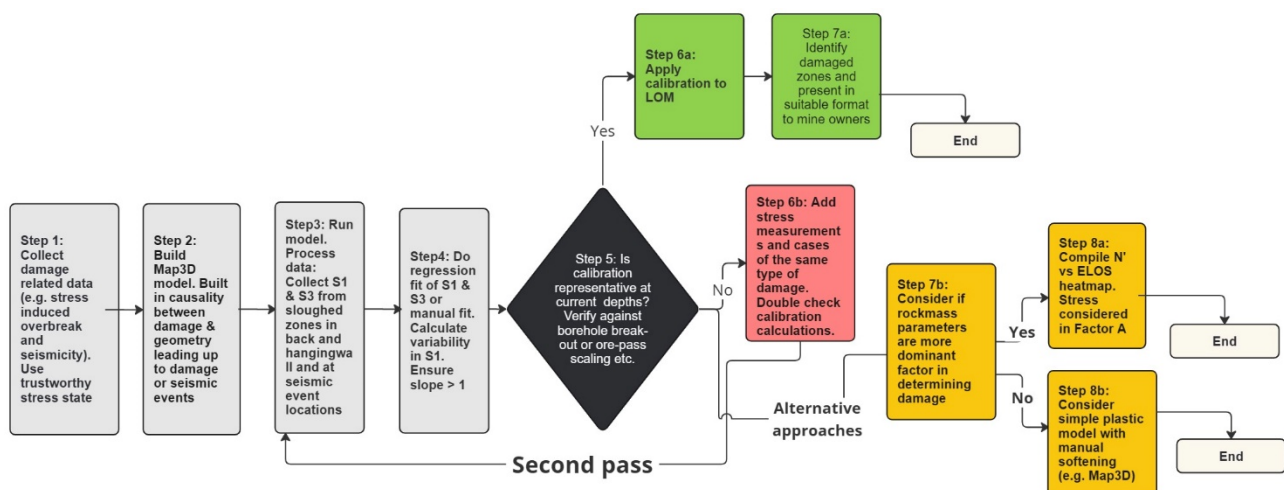 Step 1:
Collect
damage
related data
(e.g. stress
induced
overbreak
and
seismicity).
Use
trustworthy
stress state
Step 2:
Build
Map3D
model. Built
in causality
between
damage &
geometry
leading up
to damage
or seismic
events
Step3: Run
model.
Process
data:
Collect S1
& S3 from
sloughed
zones in
back and
hangingwa
ll and at
seismic
event
locations
Step4: Do
regression
fit of S1 &
S3 or
manual fit.
Calculate
variability
in S1.
Ensure
slope > 1
Step 5: Is
calibration
representative at
current depths?
Verify against
borehole break-
out or ore-pass
scaling etc.
Yes
Step 6a:
Apply
calibration to
LOM
Step 7a:
Identify
damaged
zones and
present in
suitable format
to mine owners
End
No
Step 6b: Add
stress
measurement
s and cases
of the same
type of
damage.
Double check
calibration
calculations.
Second pass
Alternative
approaches
Step 7b:
Consider if
rockmass
parameters
are more
dominant
factor in
determining
damage
Yes
Step 8a:
Compile N'
vs ELOS
heatmap.
Stress
considered
in Factor A
End
No
Step 8b:
Consider
simple plastic
model with
manual
softening
(e.g. Map3D)
End